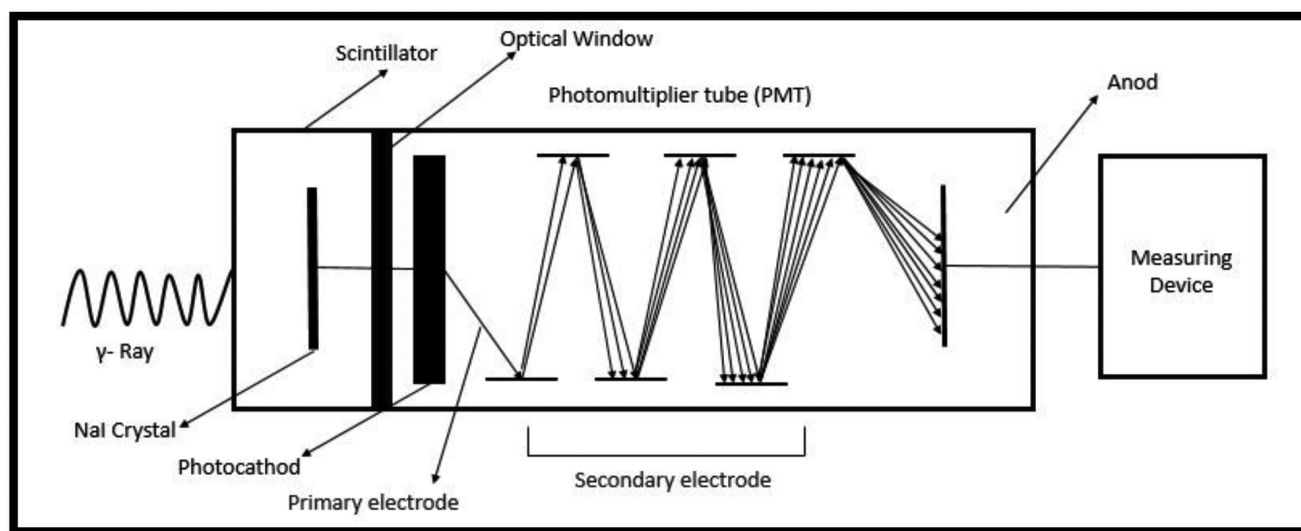 Optical Window
Scintillator
Photomultiplier tube (PMT)
Anod
Measuring
Device
γ- Ray
NaI Crystal
Photocathod
Primary electrode
Secondary electrode